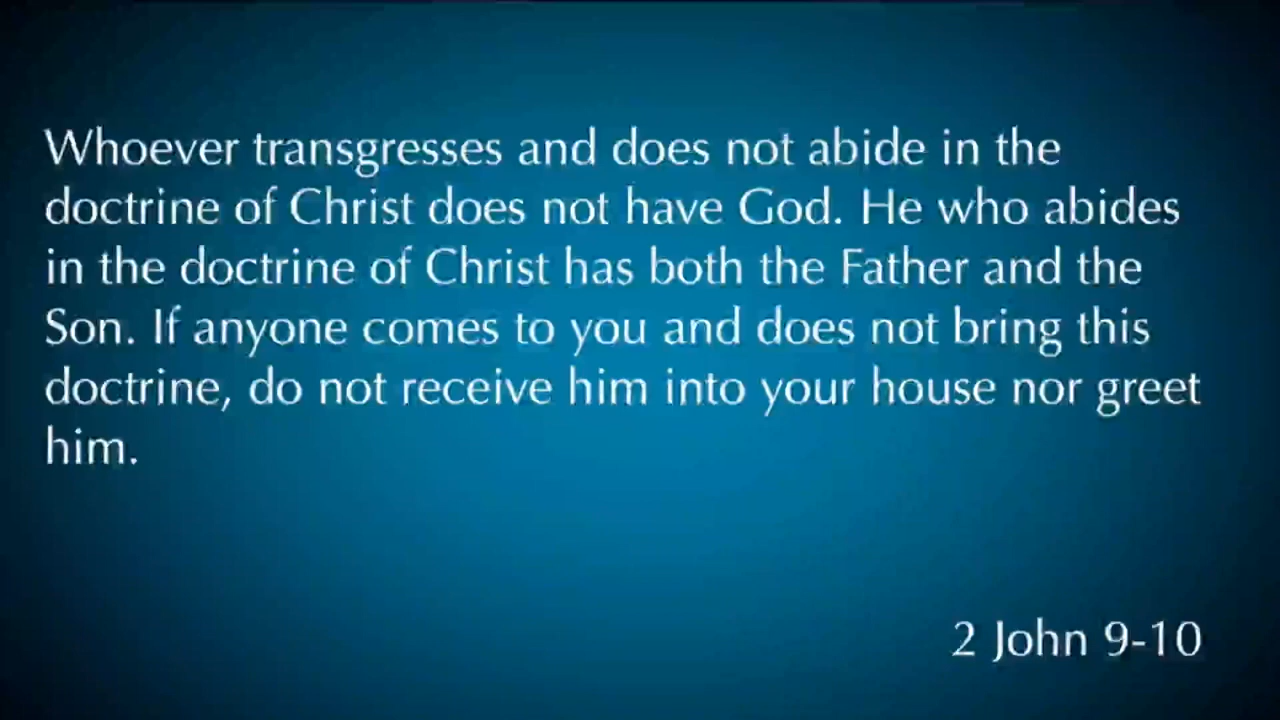 Whoever transgresses and does not abide in the
doctrine of Christ does not have God. He who abides
in the doctrine of Christ has both the Father and the
Son. If anyone comes to you and does not bring this
doctrine, do not receive him into your house nor greet
him.
2 John 9-10